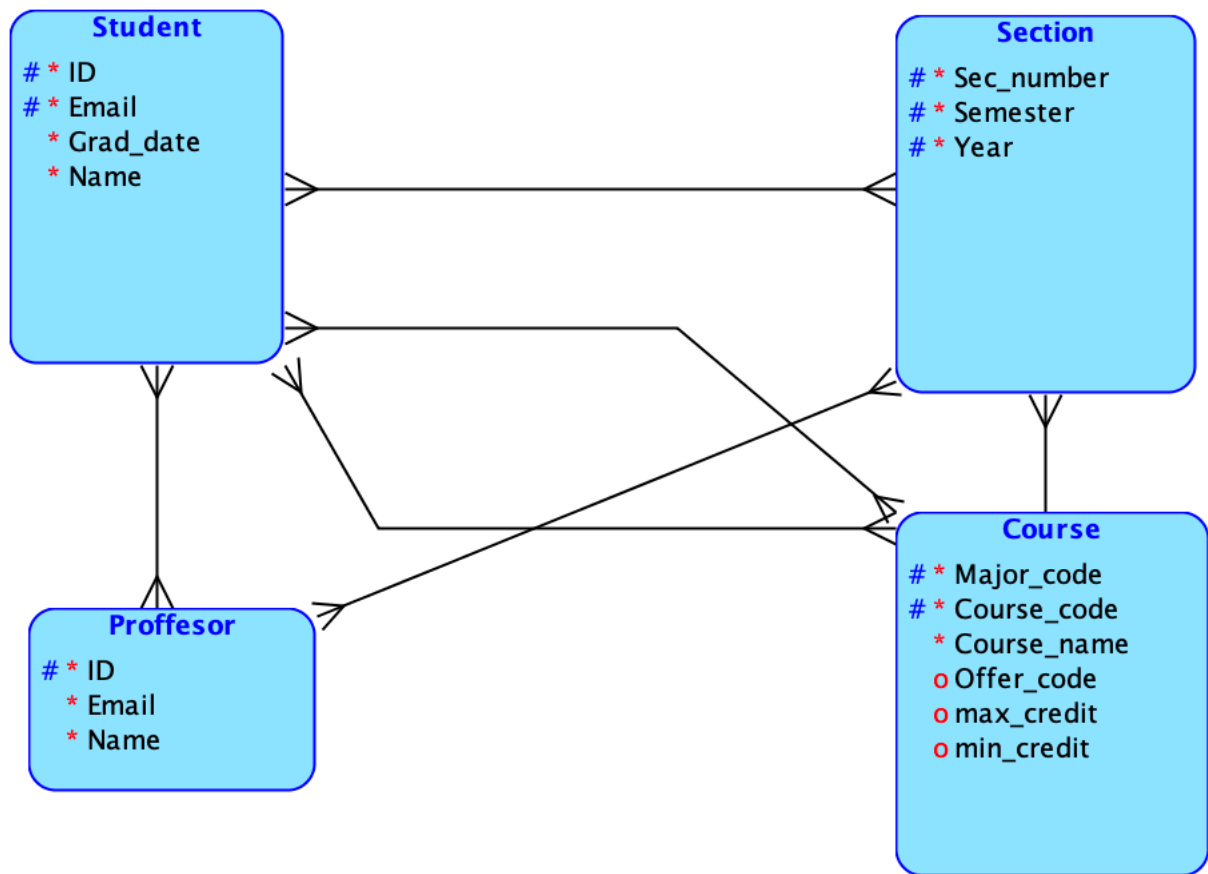 Student
# * ID
# * Email
* Grad_date
* Name
Section
# * Sec_number
# * Semester
# * Year
Proffesor
# * ID
* Email
* Name
Course
# * Major_code
# * Course_code
* Course_name
o Offer_code
o max_credit
o min_credit